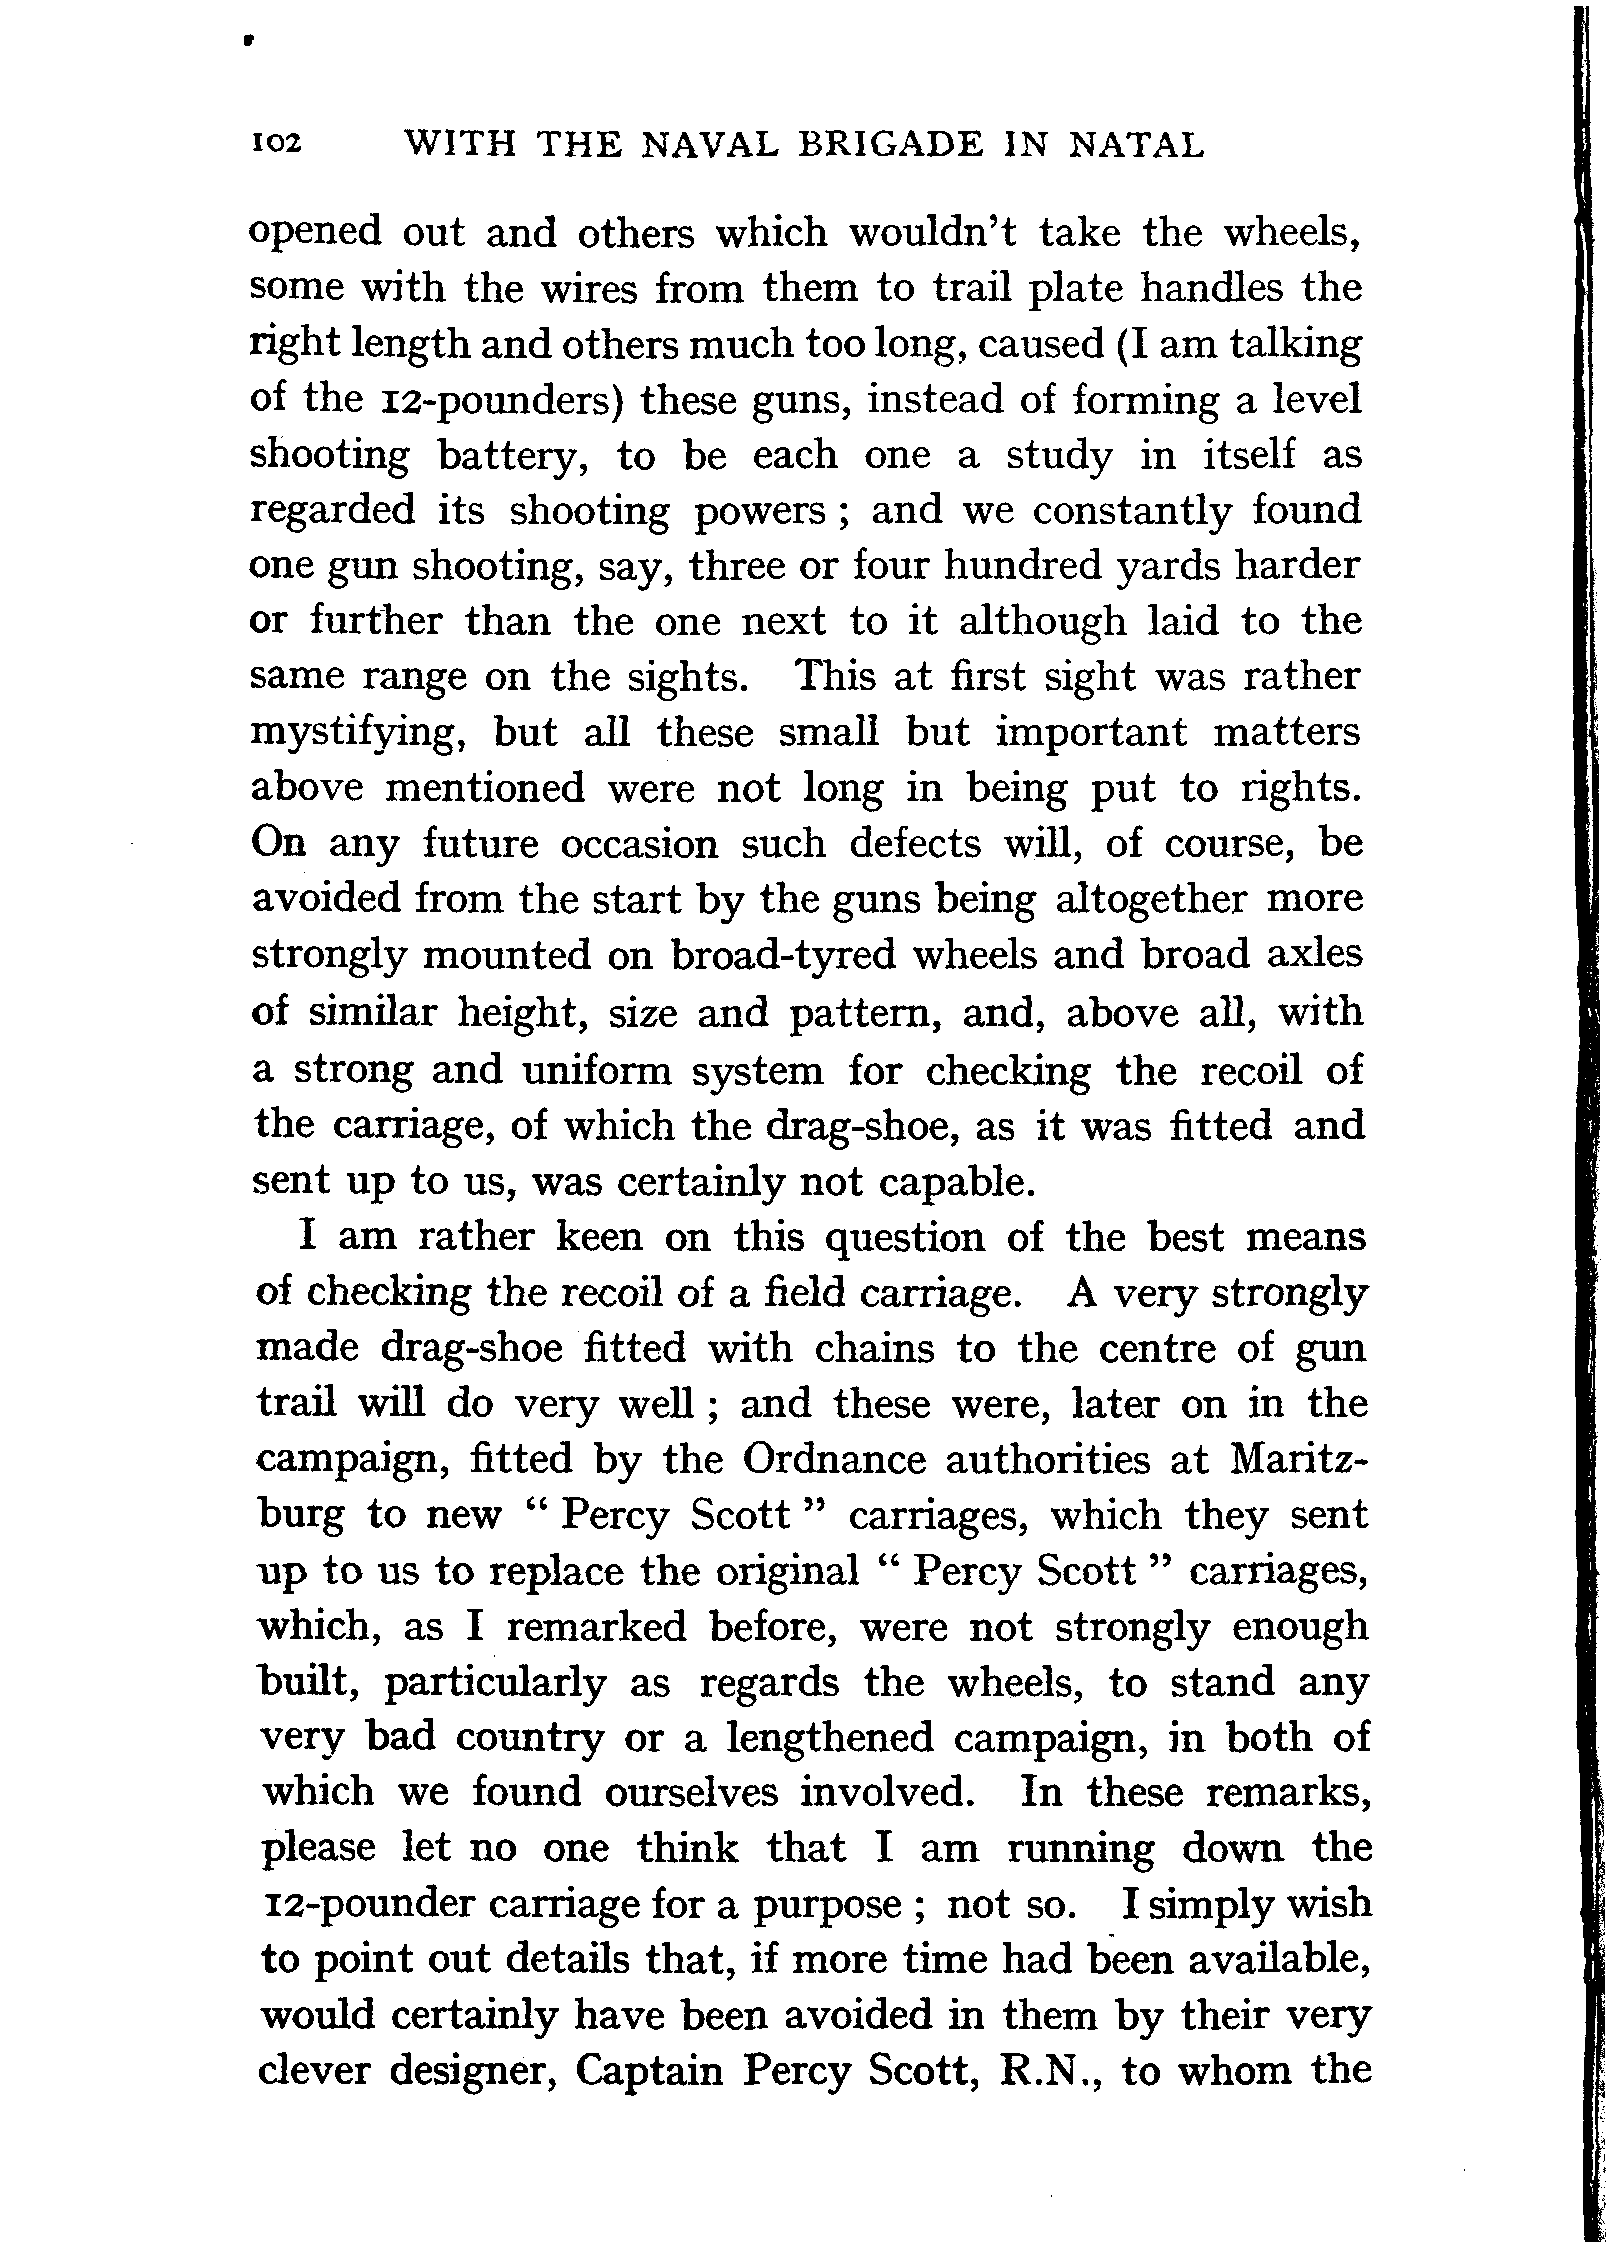 102 WITH THE NAVAL BRIGADE IN NATAL
opened out and others which wouldn't take the wheels,
some with the wires from them to trail plate handles the
right length and others much too long, caused (I am talking
of the 12-pounders) these guns, instead of forming a level
shooting battery, to be each one a study in itself as
regarded its shooting powers ; and we constantly found
one gun shooting, say, three or four hundred yards harder
or further than the one next to it although laid to the
same range on the sights. This at first sight was rather
mystifying, but all these small but important matters
above mentioned were not long in being put to rights.
On any future occasion such defects will, of course, be
avoided from the start by the guns being altogether more
strongly mounted on broad-tyred wheels and broad axles
of similar height, size and pattern, and, above all, with
a strong and uniform system for checking the recoil of
the carriage, of which the drag-shoe, as it was fitted and
sent up to us, was certainly not capable.
I am rather keen on this question of the best means
of checking the recoil of a field carriage. A very strongly
made drag-shoe fitted with chains to the centre of gun
trail will do very well ; and these were, later on in the
campaign, fitted by the Ordnance authorities at Maritz-
burg to new " Percy Scott " carriages, which they sent
up to us to replace the original " Percy Scott " carriages,
which, as I remarked before, were not strongly enough
built, particularly as regards the wheels, to stand any
very bad country or a lengthened campaign, in both of
which we found ourselves involved. In these remarks,
please let no one think that I am running down the
12-pounder carriage for a purpose ; not so. I simply wish
to point out details that, if more time had been available,
would certainly have been avoided in them by their very
clever designer, Captain Percy Scott, R.N., to whom the